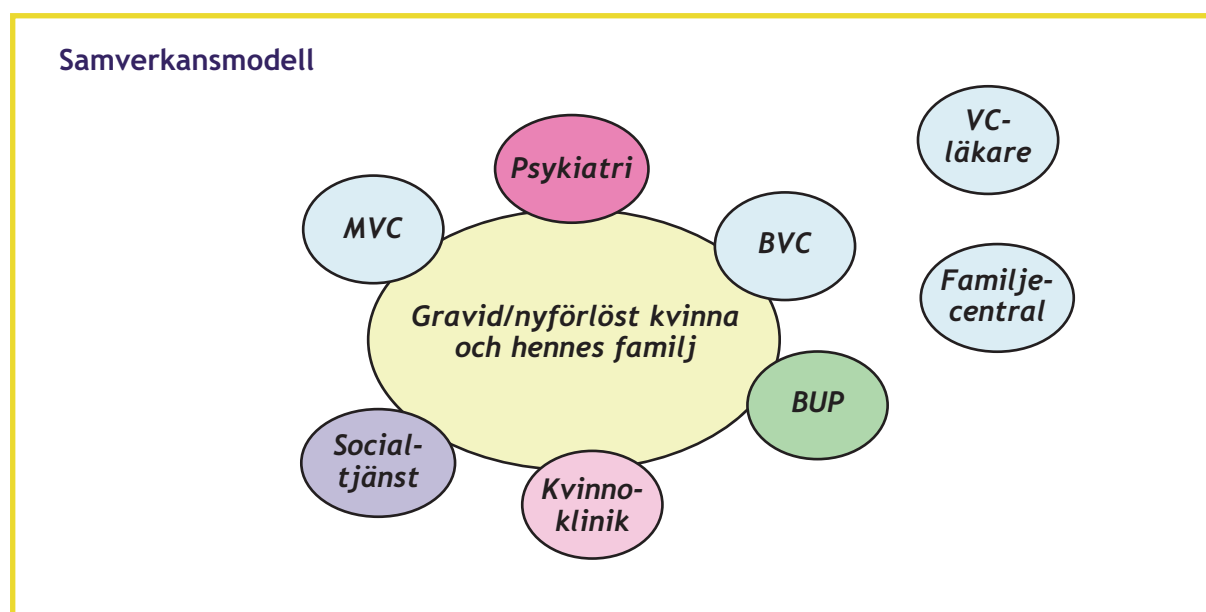 Samverkansmodell
VC-
läkare
Psykiatri
MVC
BVC
Familje-
central
Gravid/nyförlöst kvinna
och hennes familj
BUP
Social-
tjänst
Kvinno-
klinik